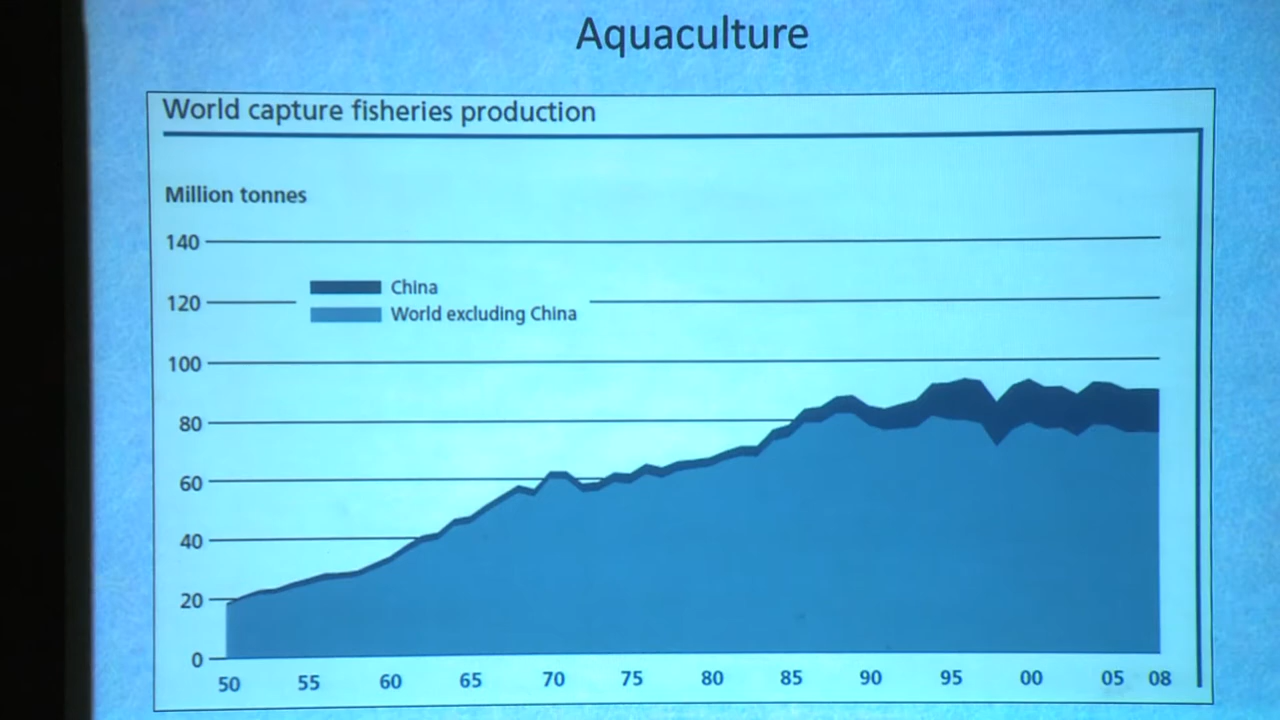 Aquaculture
World capture fisheries production
Million tonnes
140
China
120
World excluding China
100
80
60
40
20
0
50 55 60 65 70 75 80 85 90 95 00 05 08